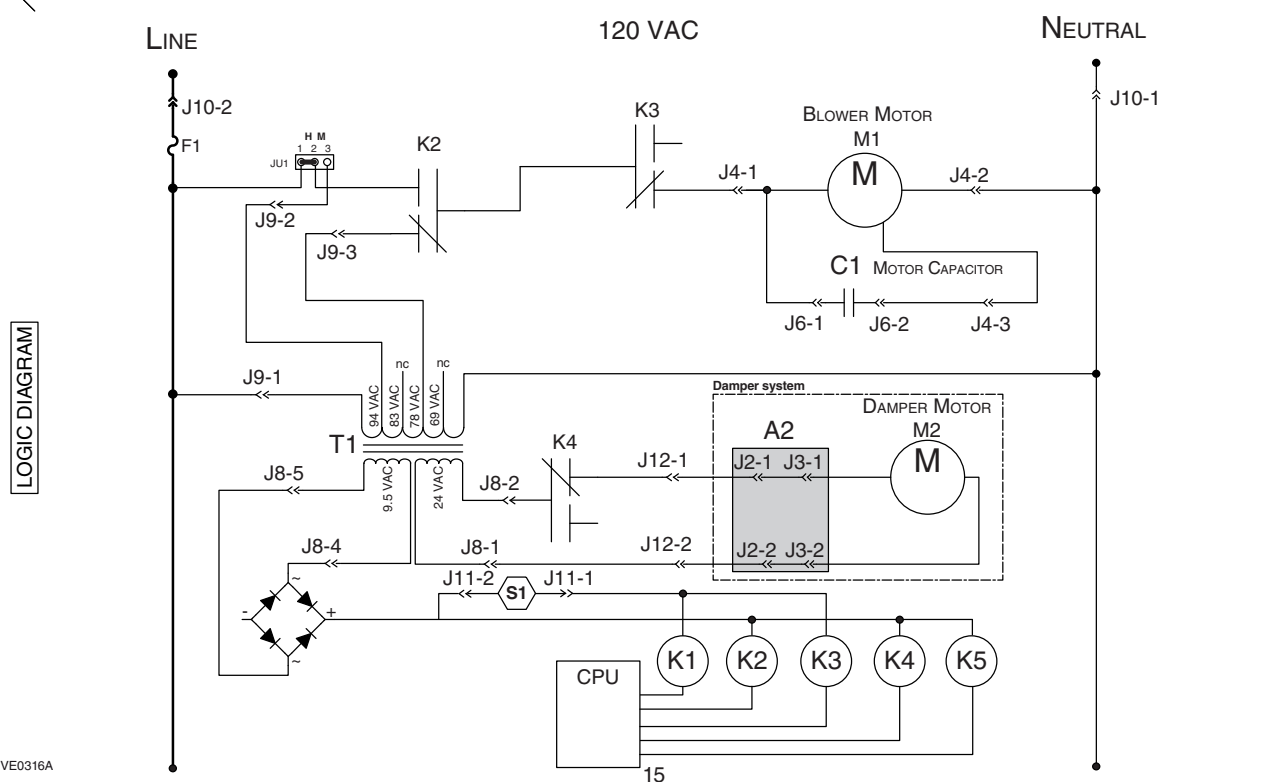 120 VAC
LINE
NEUTRAL
J10-2
J10-1
F1
H M
1 2 3
JU1
K2
K3
BLOWER MOTOR
M1
M
J4-1
J4-2
J9-2
J9-3
C1 MOTOR CAPACITOR
J6-1
J6-2
J4-3
LOGIC DIAGRAM
J9-1
94 VAC
83 VAC
nc
78 VAC
69 VAC
nc
T1
9.5 VAC
24 VAC
Damper system
DAMPER MOTOR
M2
M
A2
K4
J8-5
J8-2
J12-1
J2-1
J3-1
J8-4
J8-1
J12-2
J2-2
J3-2
J11-2
S1
J11-1
~
-
+
~
K1
K2
K3
K4
K5
CPU
VE0316A
15